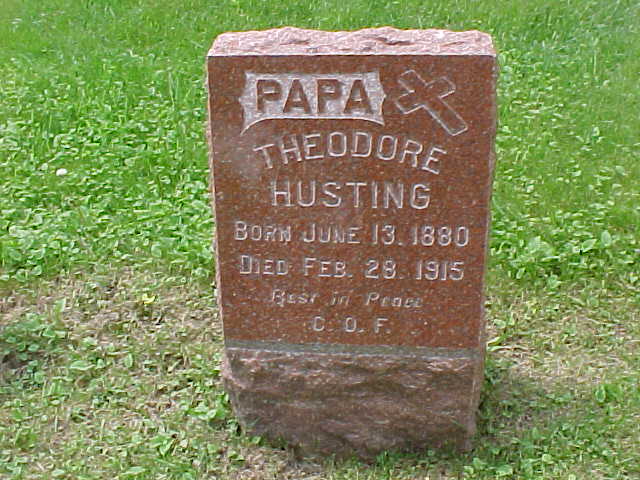 PAPA
THEODORE
HUSTING
BORN JUNE 13, 1880
DIED FEB. 28, 1915
Rest in Peace
C. O. F.